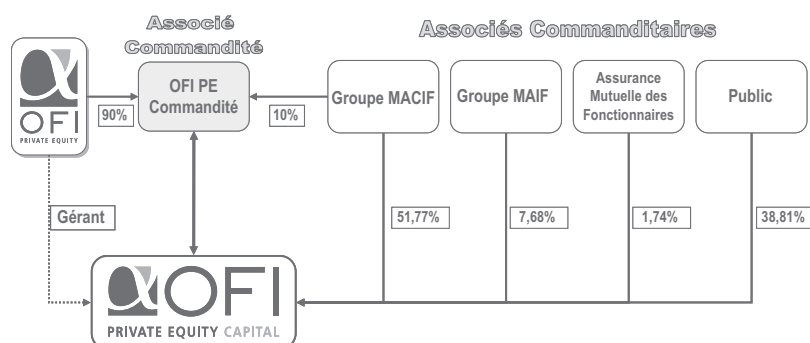 Associé
Commandité
Associés Commanditaires
OFI
PRIVATE EQUITY
90%
OFI PE
Commandité
10%
Groupe MACIF
Groupe MAIF
Assurance
Mutuelle des
Fonctionnaires
Public
Gérant
51,77%
7,68%
1,74%
38,81%
OFI
PRIVATE EQUITY CAPITAL